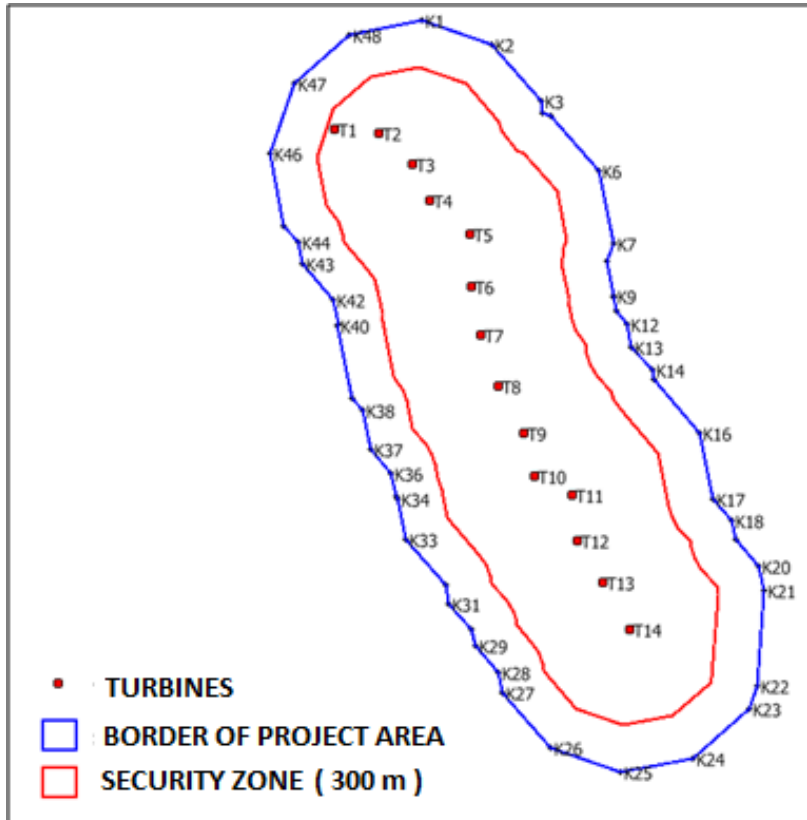 K1
K48
K2
K47
K3
T1
T2
K46
T3
K6
T4
T5
K44
K7
K43
T6
K9
K42
K12
K40
T7
K13
K14
T8
K38
T9
K16
K37
K36
T10
T11
K34
K17
K18
K33
T12
K20
T13
K21
K31
T14
K29
K28
K22
K27
K23
K26
K24
K25
TURBINES
: BORDER OF PROJECT AREA
SECURITY ZONE ( 300 m )